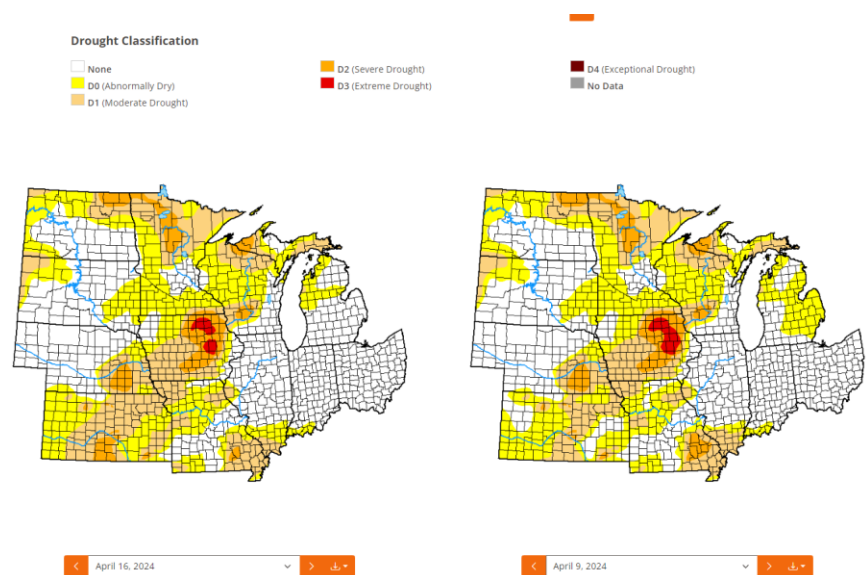 Drought Classification
None
D0 (Abnormally Dry)
D1 (Moderate Drought)
D2 (Severe Drought)
D3 (Extreme Drought)
D4 (Exceptional Drought)
No Data
April 16, 2024
April 9, 2024